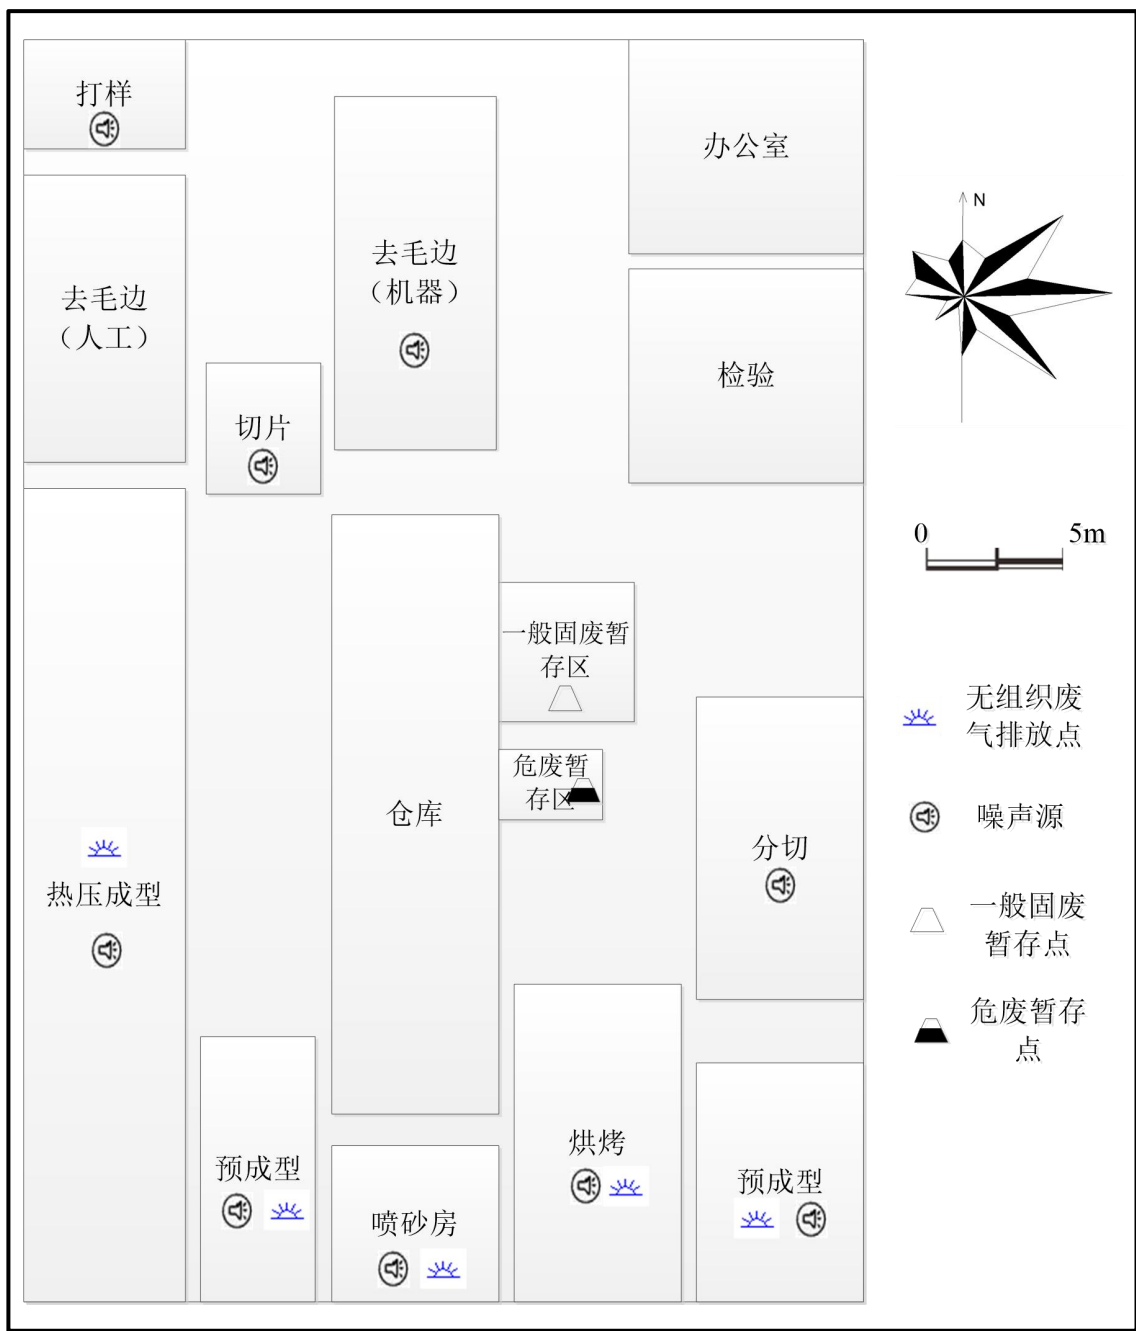 打样
办公室
N
去毛边
（机器）
去毛边
（人工）
检验
切片
0
5m
一般固废暂
存区
无组织废
气排放点
危废暂
存区
仓库
噪声源
分切
热压成型
一般固废
暂存点
危废暂存
点
烘烤
预成型
预成型
喷砂房